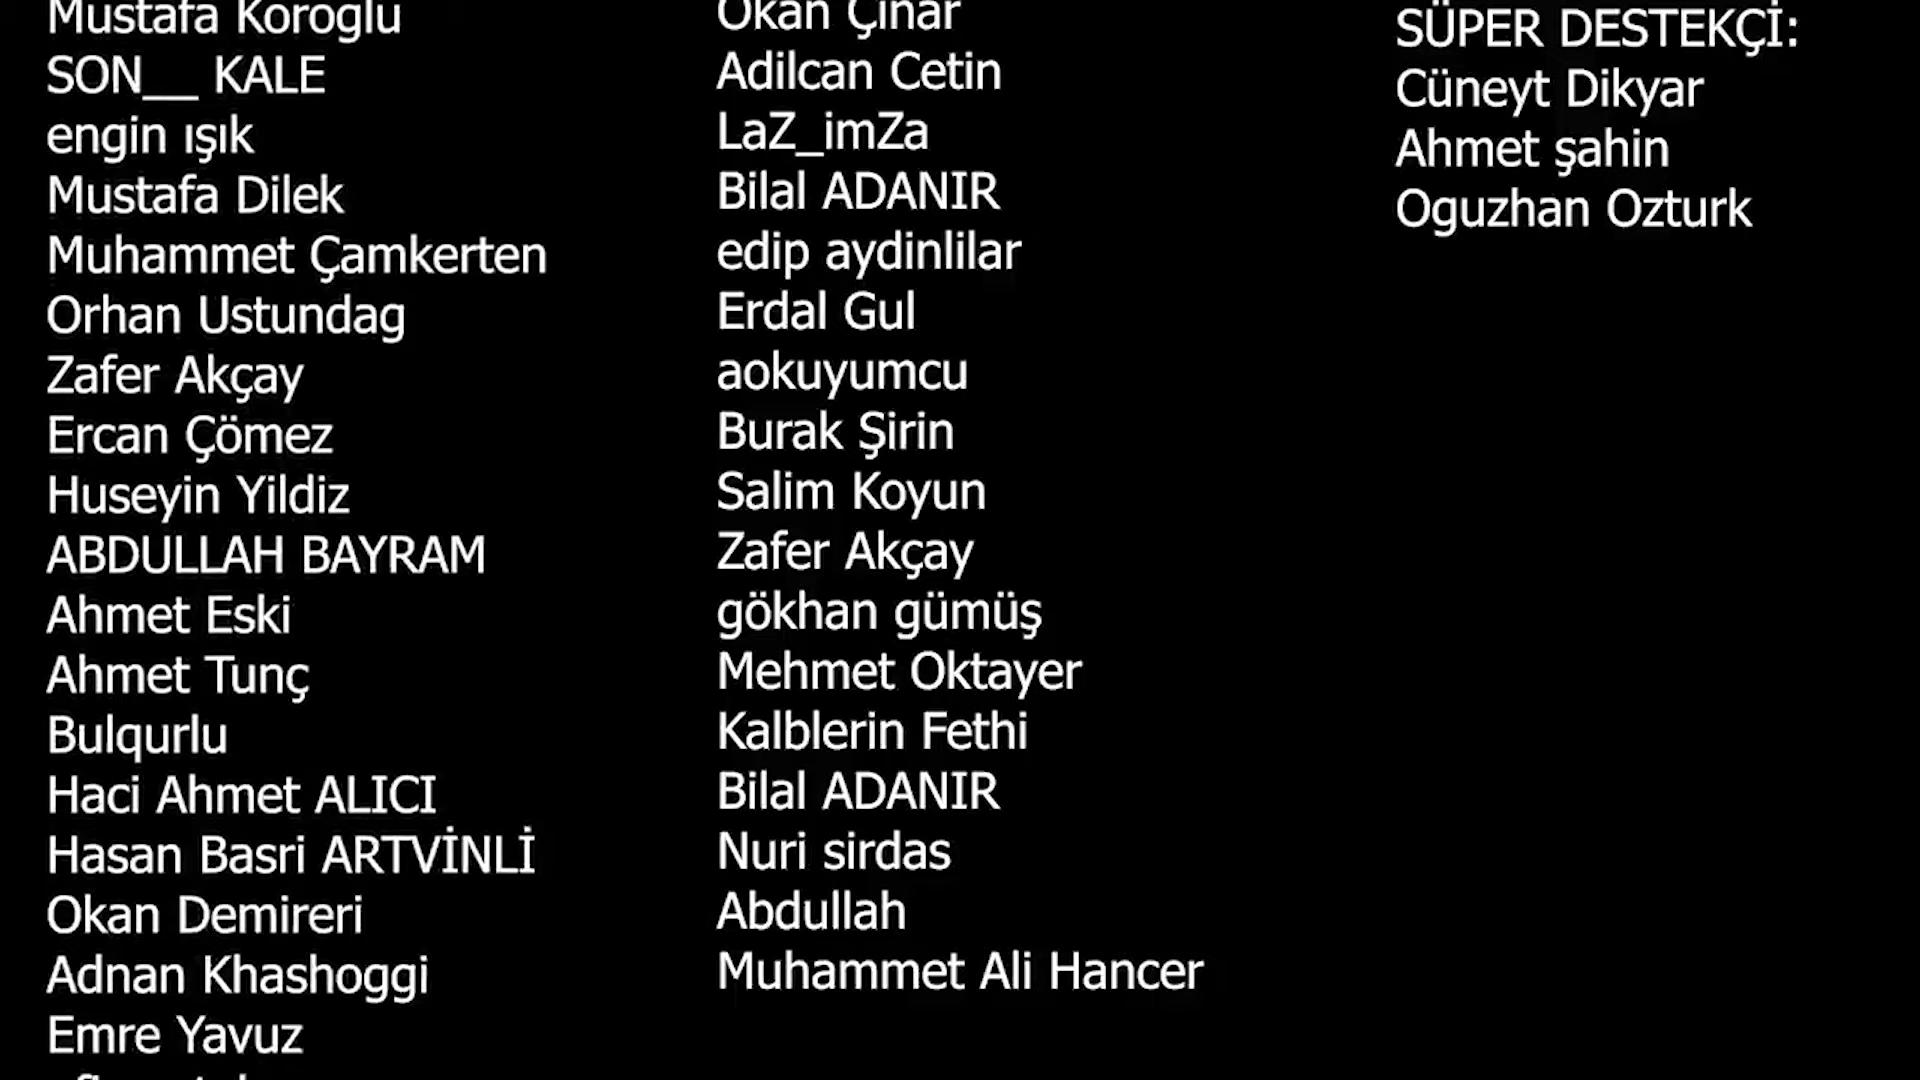 Mustafa Koroglu
SON__ KALE
engin ışık
Mustafa Dilek
Muhammet Çamkerten
Orhan Ustundag
Zafer Akçay
Ercan Çömez
Huseyin Yildiz
ABDULLAH BAYRAM
Ahmet Eski
Ahmet Tunç
Bulqurlu
Haci Ahmet ALICI
Hasan Basri ARTVİNLİ
Okan Demireri
Adnan Khashoggi
Emre Yavuz
Okan Çınar
Adilcan Cetin
LaZ_imZa
Bilal ADANIR
edip aydinlilar
Erdal Gul
aokuyumcu
Burak Şirin
Salim Koyun
Zafer Akçay
gökhan gümüş
Mehmet Oktayer
Kalblerin Fethi
Bilal ADANIR
Nuri sirdas
Abdullah
Muhammet Ali Hancer
SÜPER DESTEKÇİ:
Cüneyt Dikyar
Ahmet şahin
Oguzhan Ozturk